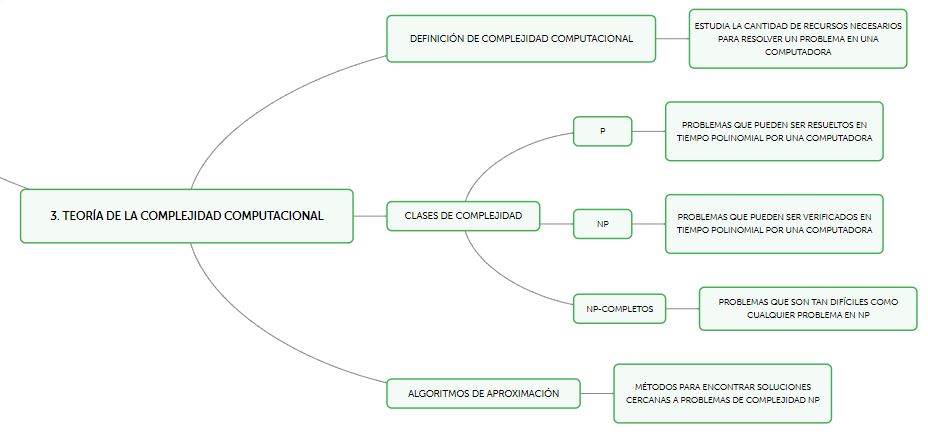 DEFINICIÓN DE COMPLEJIDAD COMPUTACIONAL
ESTUDIA LA CANTIDAD DE RECURSOS NECESARIOS
PARA RESOLVER UN PROBLEMA EN UNA
COMPUTADORA
3. TEORÍA DE LA COMPLEJIDAD COMPUTACIONAL
CLASES DE COMPLEJIDAD
P
PROBLEMAS QUE PUEDEN SER RESUELTOS EN
TIEMPO POLINOMIAL POR UNA COMPUTADORA
NP
PROBLEMAS QUE PUEDEN SER VERIFICADOS EN
TIEMPO POLINOMIAL POR UNA COMPUTADORA
NP-COMPLETOS
PROBLEMAS QUE SON TAN DIFÍCILES COMO
CUALQUIER PROBLEMA EN NP
ALGORITMOS DE APROXIMACIÓN
MÉTODOS PARA ENCONTRAR SOLUCIONES
CERCANAS A PROBLEMAS DE COMPLEJIDAD NP